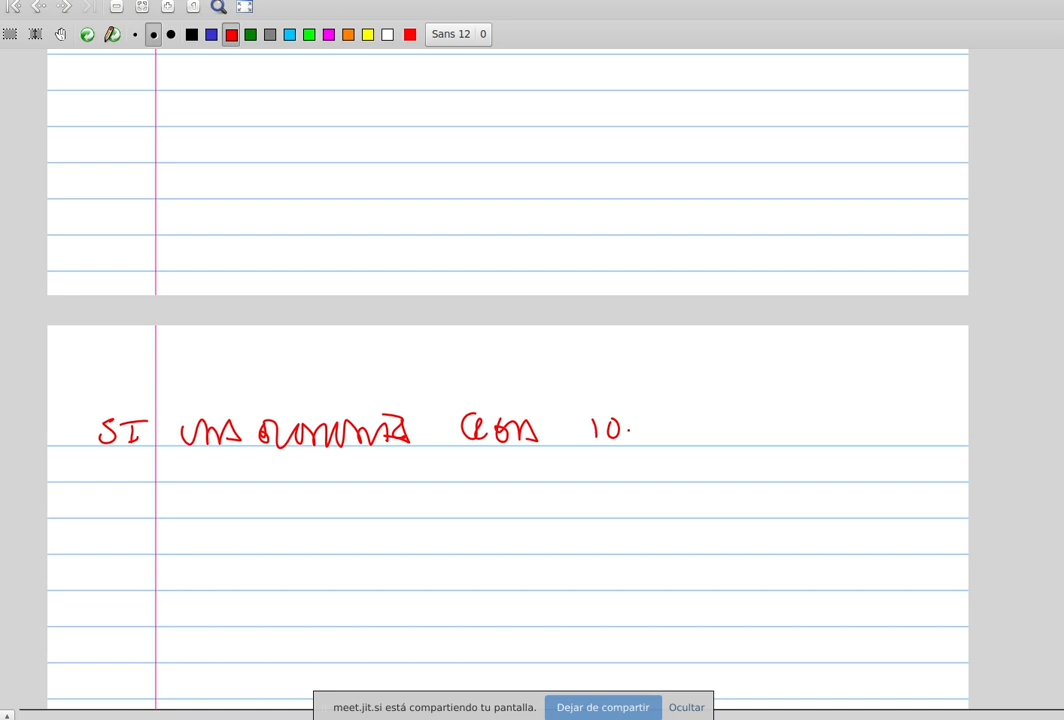 Sans 12 0
SI una con 10.
meet.jit.si está compartiendo tu pantalla. Dejar de compartir Ocultar